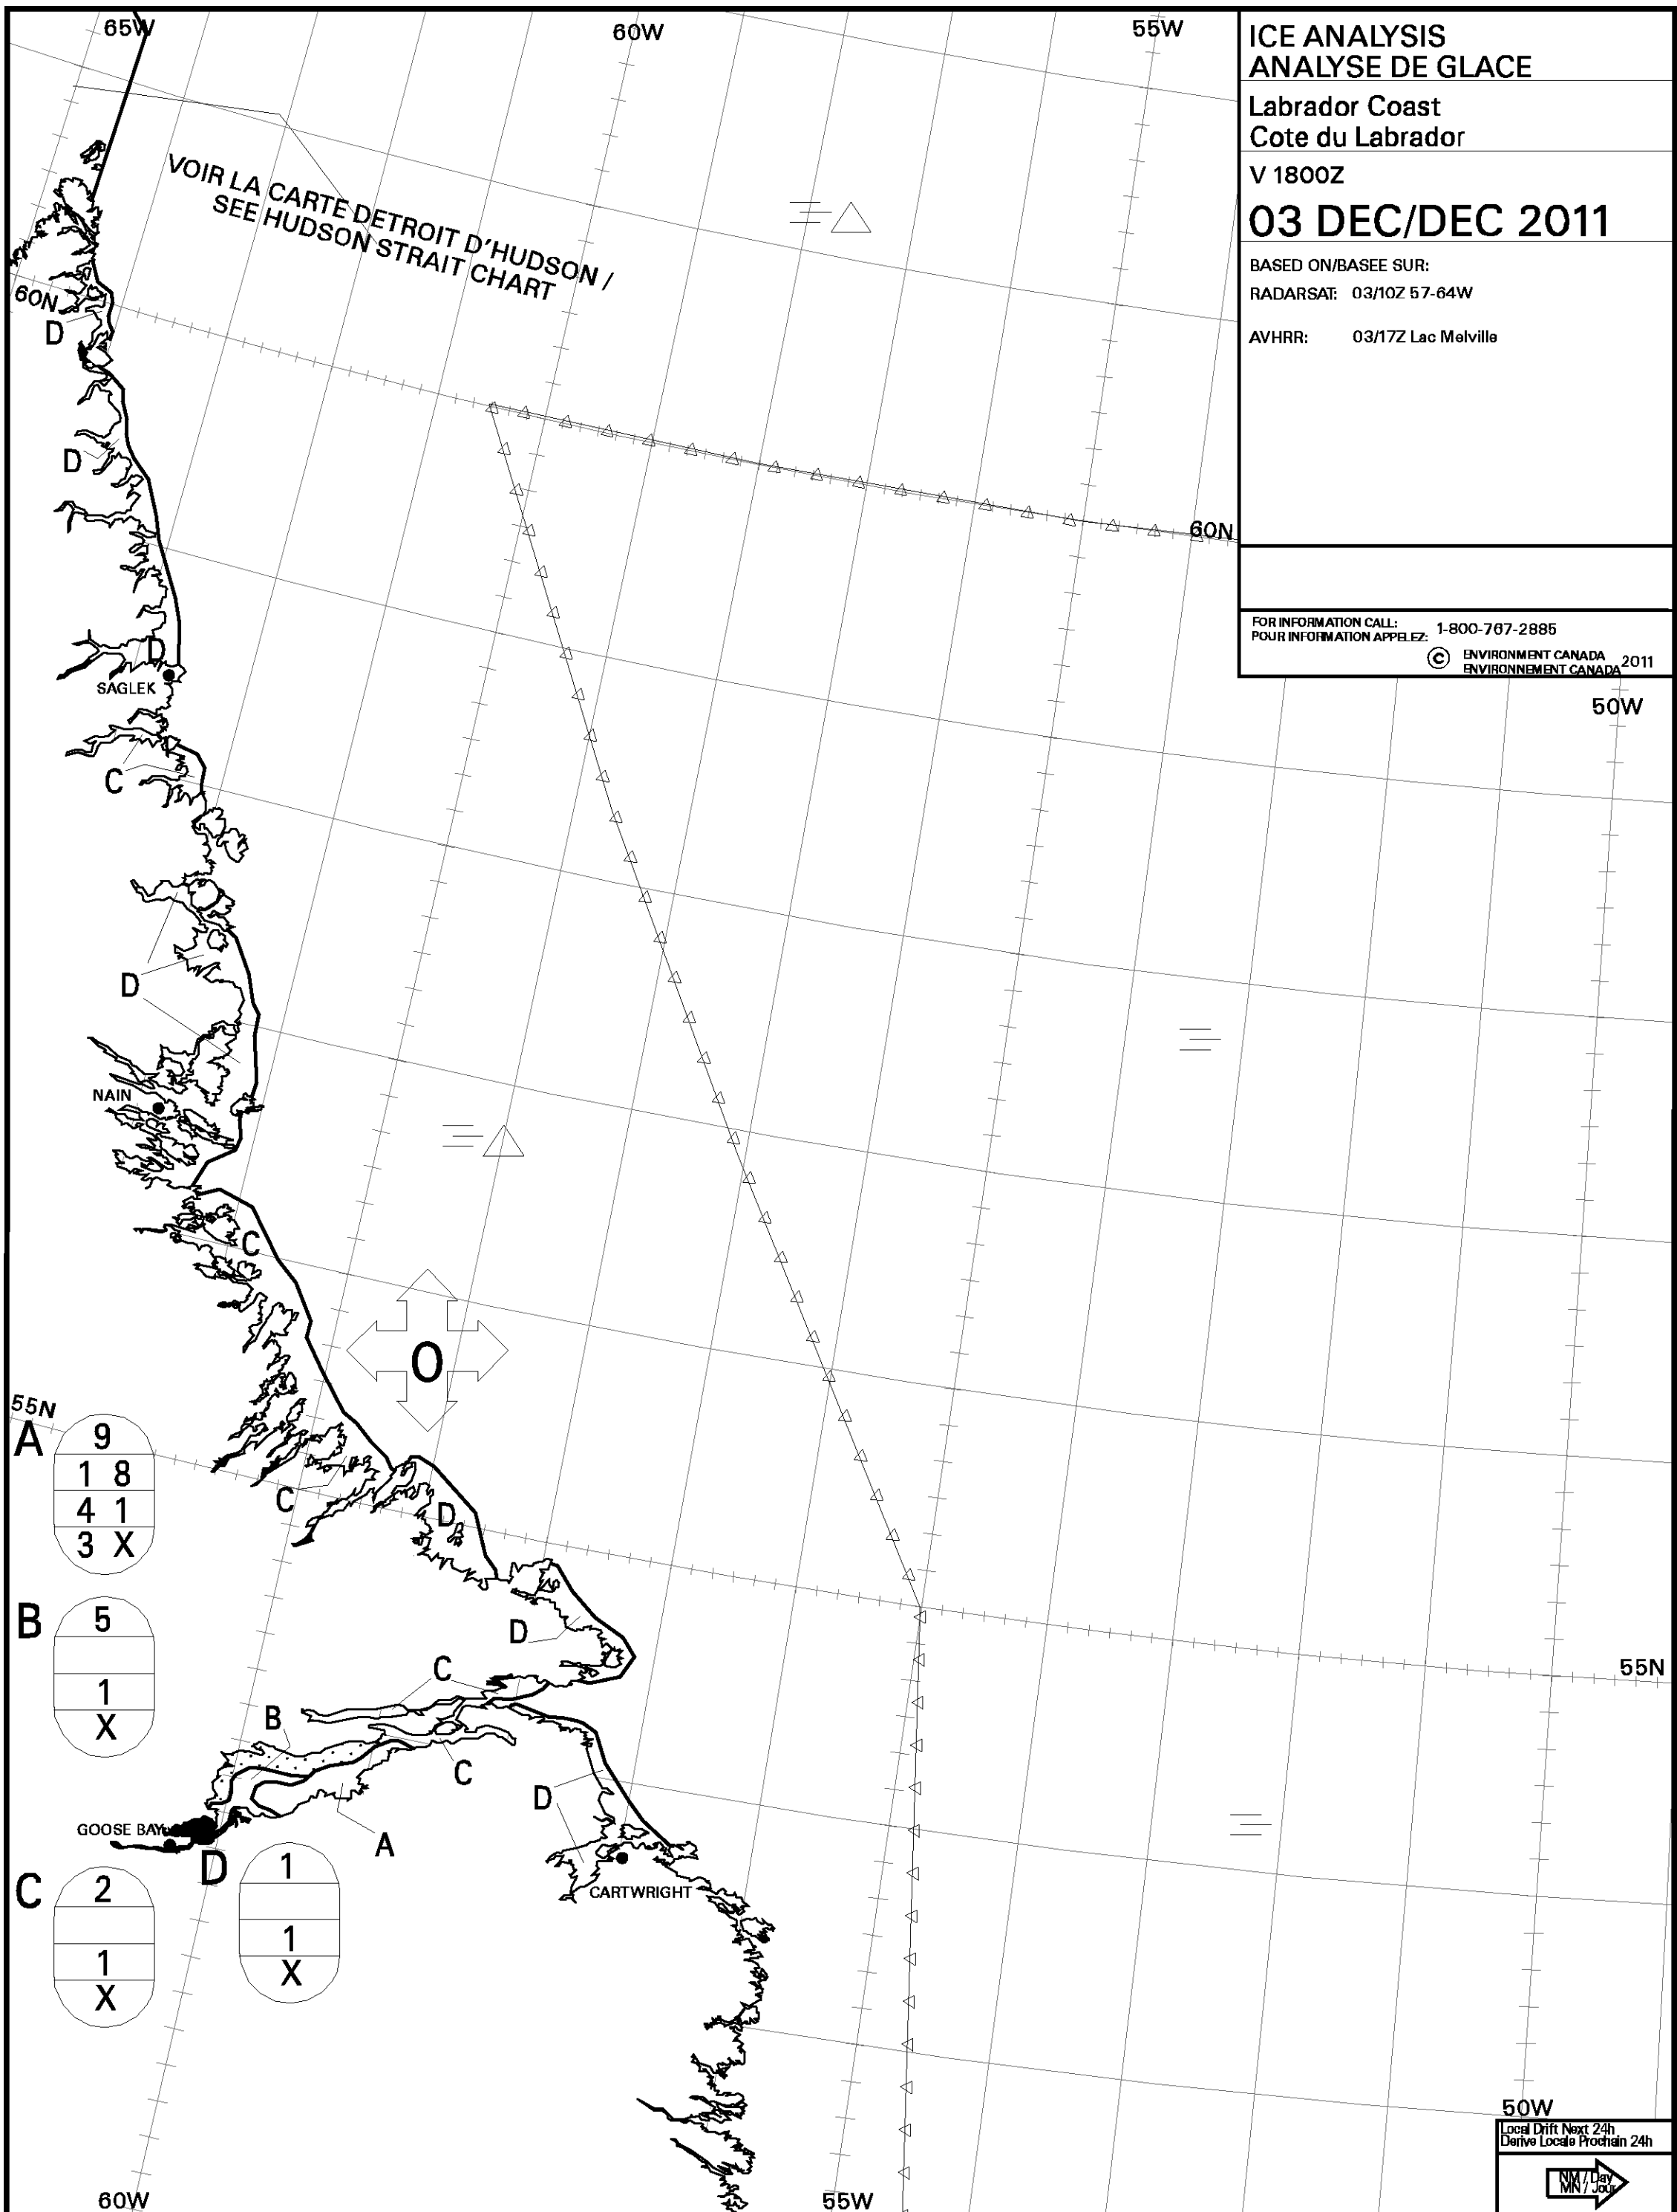 65W
60W
55W
ICE ANALYSIS
ANALYSE DE GLACE
Labrador Coast
Cote du Labrador
V 1800Z
03 DEC/DEC 2011
BASED ON/BASEE SUR:
RADARSAT: 03/10Z 57-64W
AVHRR: 03/17Z Lac Melville
FOR INFORMATION CALL:
POUR INFORMATION APPELEZ: 1-800-767-2885
© ENVIRONMENT CANADA
ENVIRONNEMENT CANADA 2011
VOIR LA CARTE DETROIT D'HUDSON /
SEE HUDSON STRAIT CHART
60N
D
D
60N
D
SAGLEK
50W
C
D
NAIN
C
O
55N
A
9
1 8
4 1
3 X
C
D
B
5
1
X
D
55N
C
B
C
D
GOOSE BAY
A
D
1
1
X
CARTWRIGHT
C
2
1
X
50W
Local Drift Next 24h
Derive Locale Prochain 24h
NM / Day
MN / Jour
60W
55W